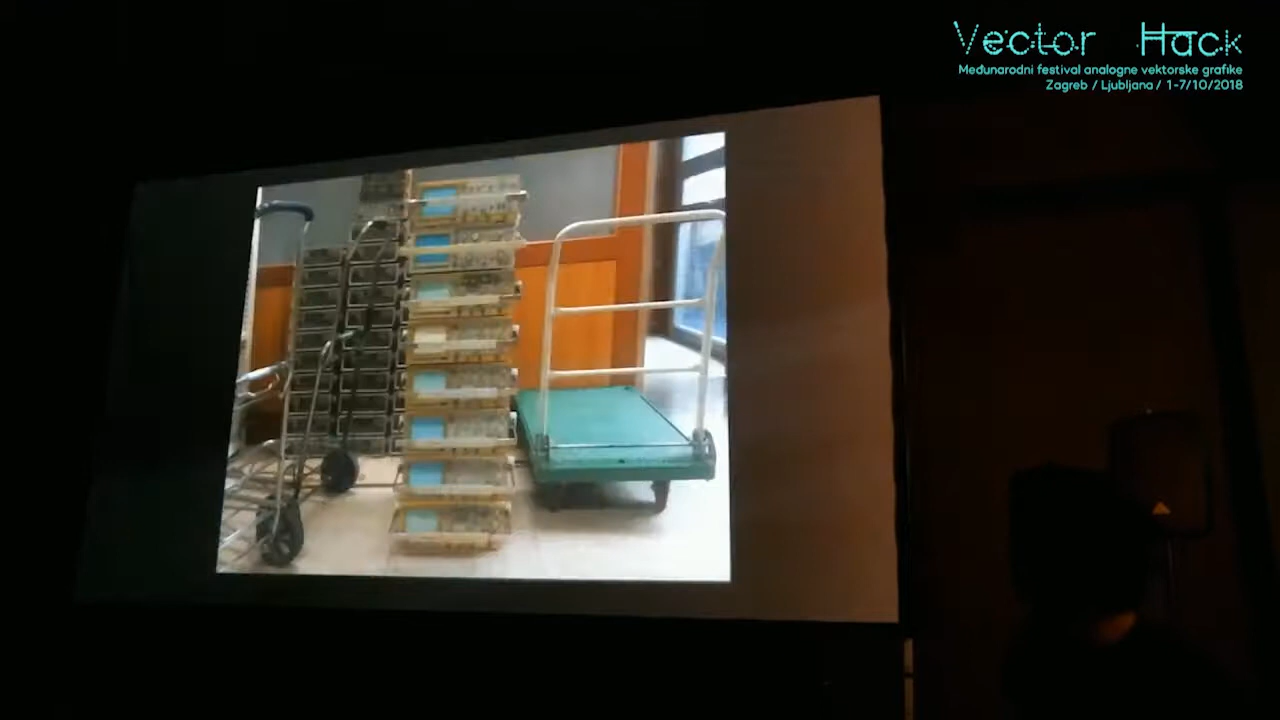 Vector Hack
Međunarodni festival analogne vektorske grafike
Zagreb / Ljubljana / 1-7/10/2018